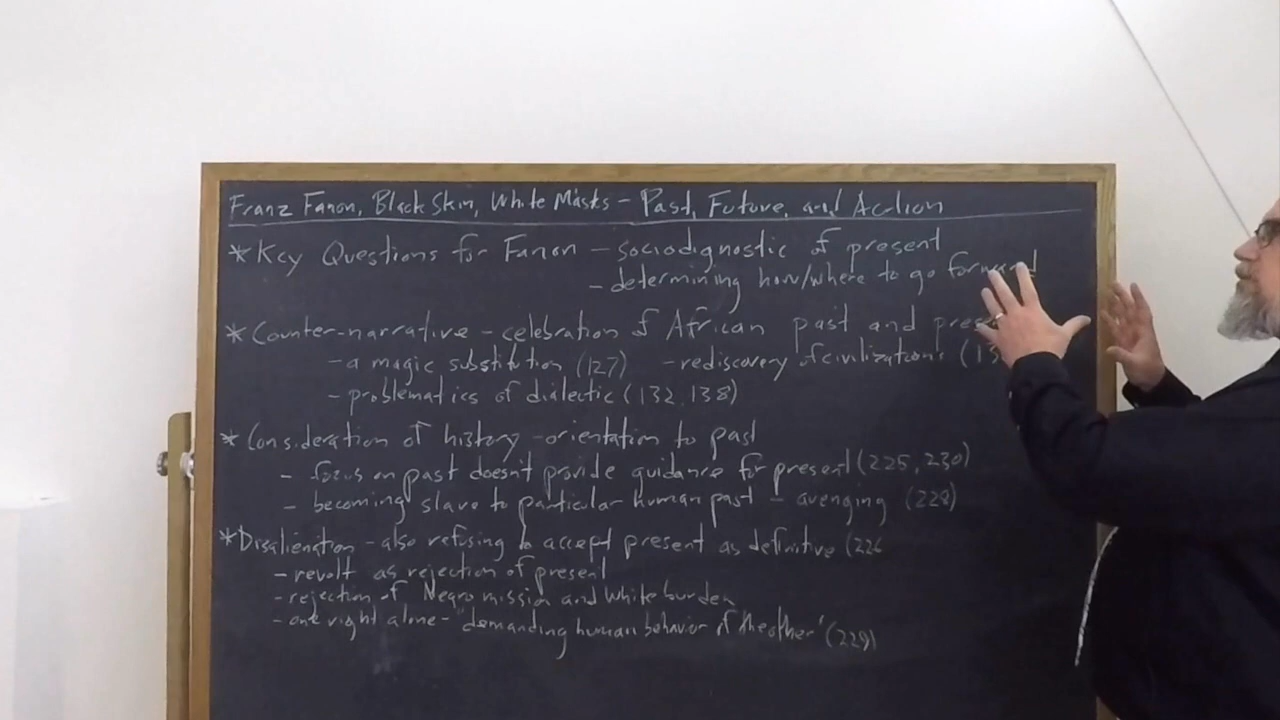 Franz Fanon, Black Skin, White Masks - Past, Future, and Action
* Key Questions for Fanon - sociodignostic of present
- determining how/where to go forward
* Counter-narrative - celebration of African past and
- a magic substitution (127) - rediscovery of civilizations
- problematics of dialectic (132, 138)
* Consideration of history - orientation to past
- focus on past doesn't provide guidance for present (225, 230)
- becoming slave to particular human past - avenging
* Disalienation - also refusing to accept present as definitive (226
- revolt as rejection of present
- rejection of Negro mission and White burden
- one right alone - "demanding human behavior of the other" (229)